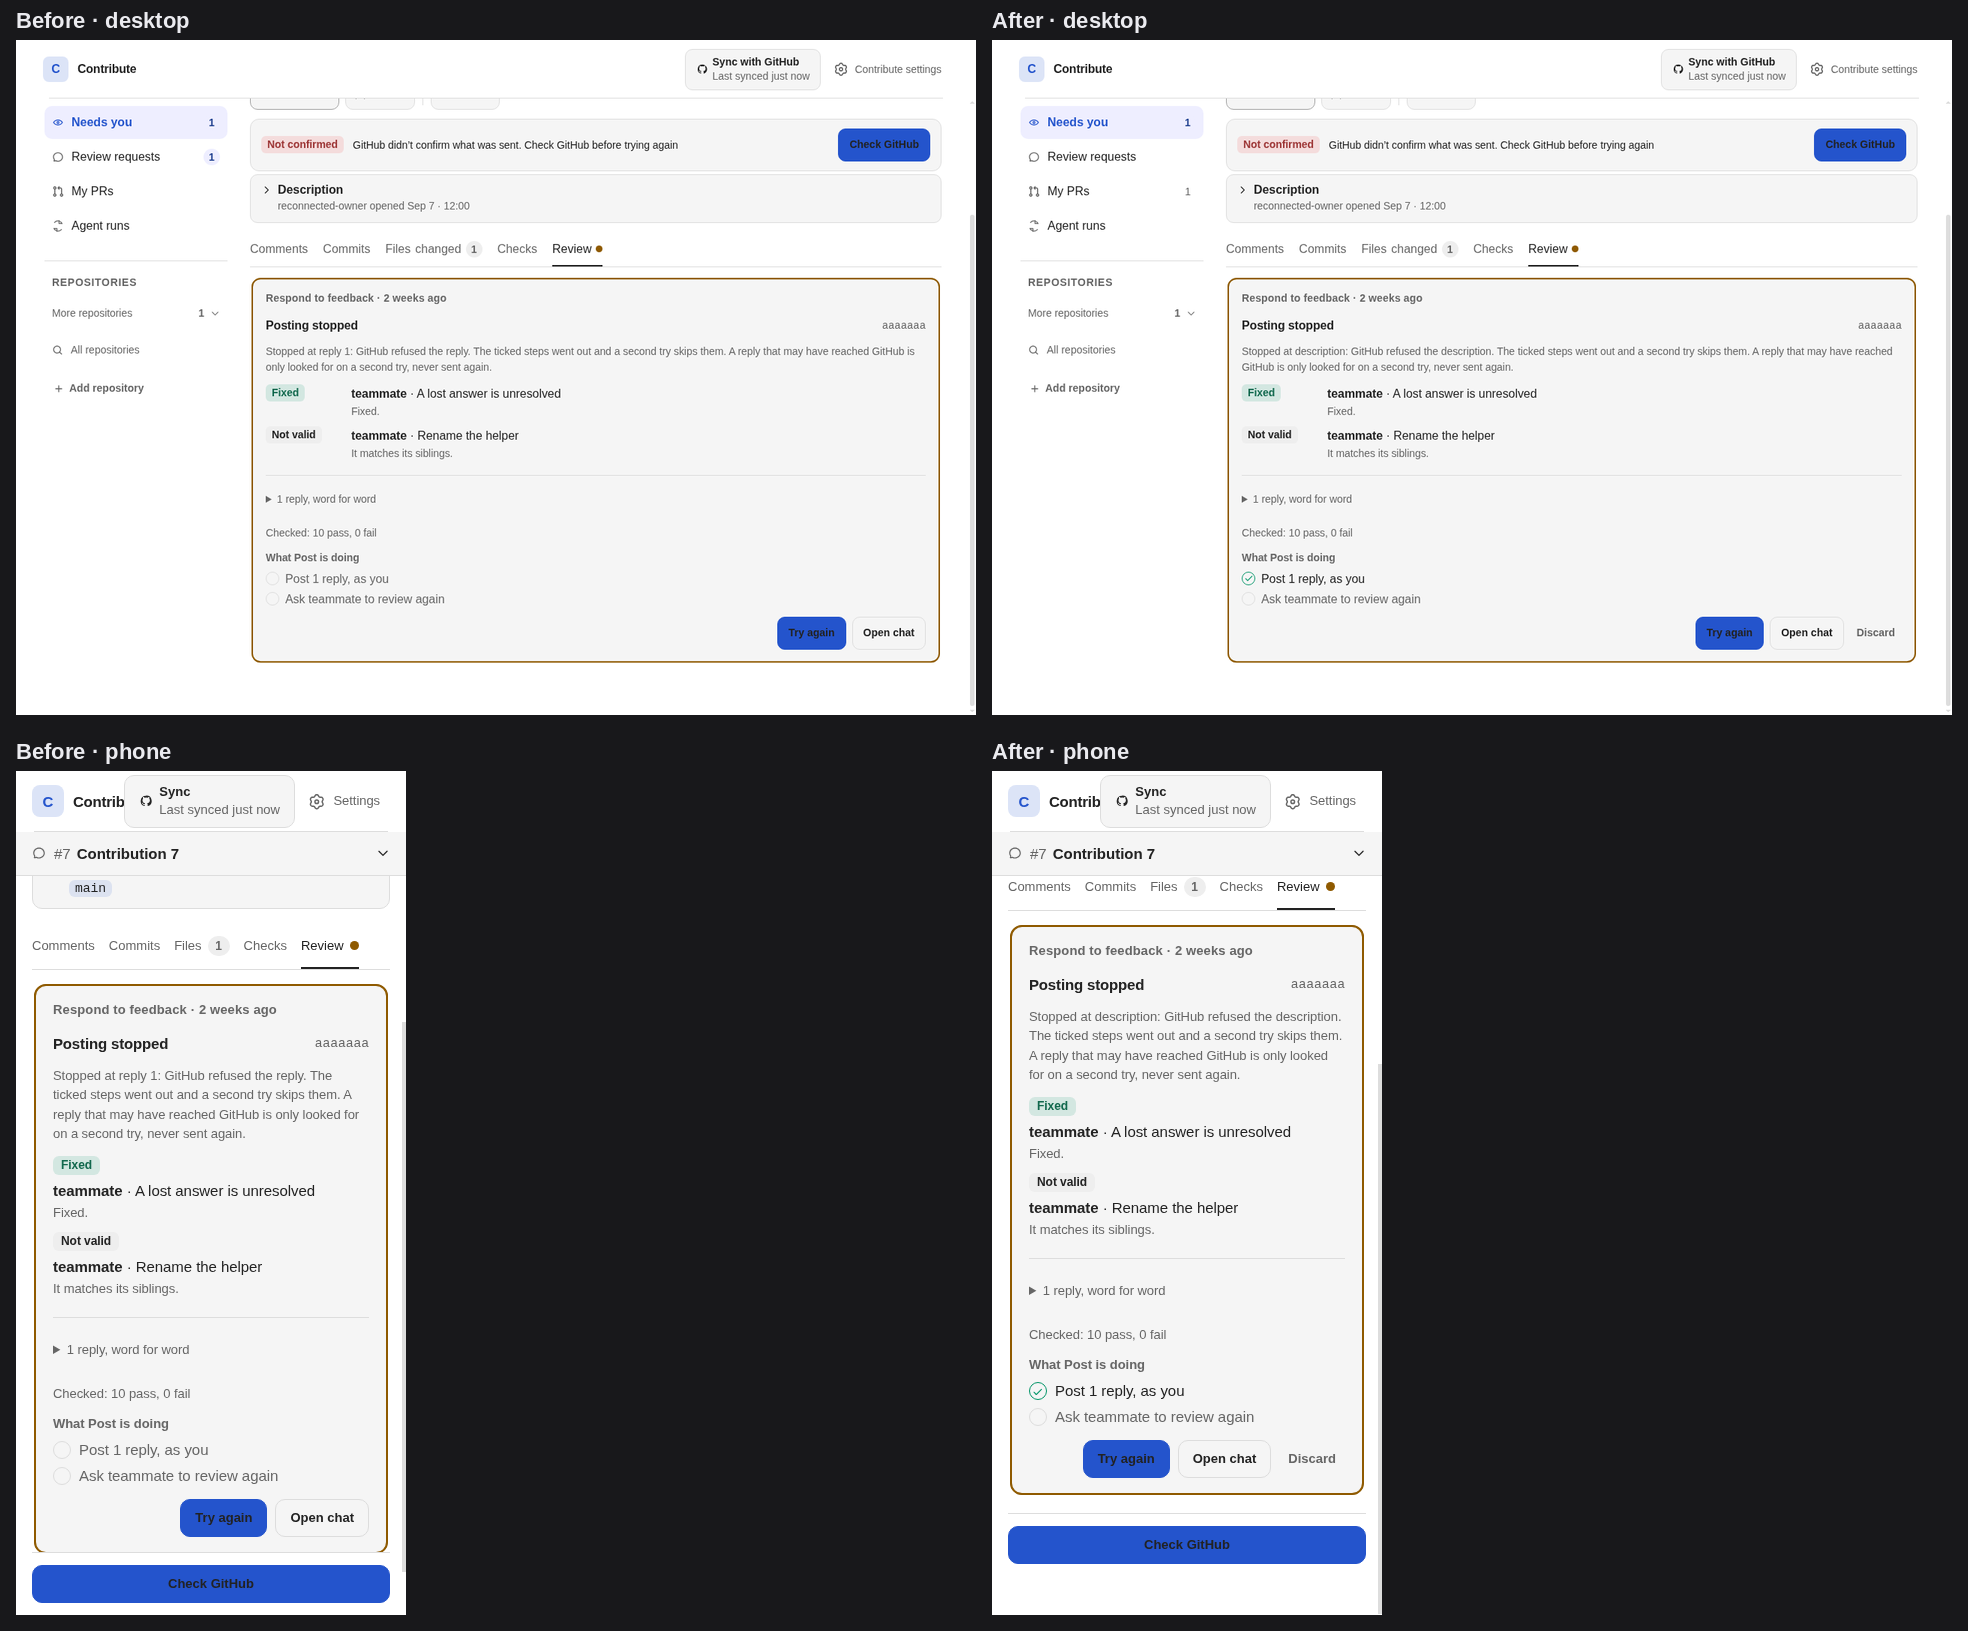 Before · desktop
C Contribute
Sync with GitHub
Last synced just now
Contribute settings
Needs you 1
Review requests 1
My PRs
Agent runs
REPOSITORIES
More repositories 1
All repositories
+ Add repository
Not confirmed GitHub didn't confirm what was sent. Check GitHub before trying again
Check GitHub
Description
reconnected-owner opened Sep 7 · 12:00
Comments Commits Files changed 1 Checks Review
Respond to feedback · 2 weeks ago
Posting stopped aaaaaaa
Stopped at reply 1: GitHub refused the reply. The ticked steps went out and a second try skips them. A reply that may have reached GitHub is
only looked for on a second try, never sent again.
Fixed teammate · A lost answer is unresolved
Fixed.
Not valid teammate · Rename the helper
It matches its siblings.
1 reply, word for word
Checked: 10 pass, 0 fail
What Post is doing
Post 1 reply, as you
Ask teammate to review again
Try again Open chat
After · desktop
C Contribute
Sync with GitHub
Last synced just now
Contribute settings
Needs you 1
Review requests
My PRs 1
Agent runs
REPOSITORIES
More repositories 1
All repositories
+ Add repository
Not confirmed GitHub didn't confirm what was sent. Check GitHub before trying again
Check GitHub
Description
reconnected-owner opened Sep 7 · 12:00
Comments Commits Files changed 1 Checks Review
Respond to feedback · 2 weeks ago
Posting stopped aaaaaaa
Stopped at description: GitHub refused the description. The ticked steps went out and a second try skips them. A reply that may have reached
GitHub is only looked for on a second try, never sent again.
Fixed teammate · A lost answer is unresolved
Fixed.
Not valid teammate · Rename the helper
It matches its siblings.
1 reply, word for word
Checked: 10 pass, 0 fail
What Post is doing
Post 1 reply, as you
Ask teammate to review again
Try again Open chat Discard
Before · phone
C Contrib
Sync
Last synced just now
Settings
#7 Contribution 7
main
Comments Commits Files 1 Checks Review
Respond to feedback · 2 weeks ago
Posting stopped aaaaaaa
Stopped at reply 1: GitHub refused the reply. The
ticked steps went out and a second try skips them. A
reply that may have reached GitHub is only looked for
on a second try, never sent again.
Fixed
teammate · A lost answer is unresolved
Fixed.
Not valid
teammate · Rename the helper
It matches its siblings.
1 reply, word for word
Checked: 10 pass, 0 fail
What Post is doing
Post 1 reply, as you
Ask teammate to review again
Try again Open chat
Check GitHub
After · phone
C Contrib
Sync
Last synced just now
Settings
#7 Contribution 7
Comments Commits Files 1 Checks Review
Respond to feedback · 2 weeks ago
Posting stopped aaaaaaa
Stopped at description: GitHub refused the description.
The ticked steps went out and a second try skips them.
A reply that may have reached GitHub is only looked
for on a second try, never sent again.
Fixed
teammate · A lost answer is unresolved
Fixed.
Not valid
teammate · Rename the helper
It matches its siblings.
1 reply, word for word
Checked: 10 pass, 0 fail
What Post is doing
Post 1 reply, as you
Ask teammate to review again
Try again Open chat Discard
Check GitHub